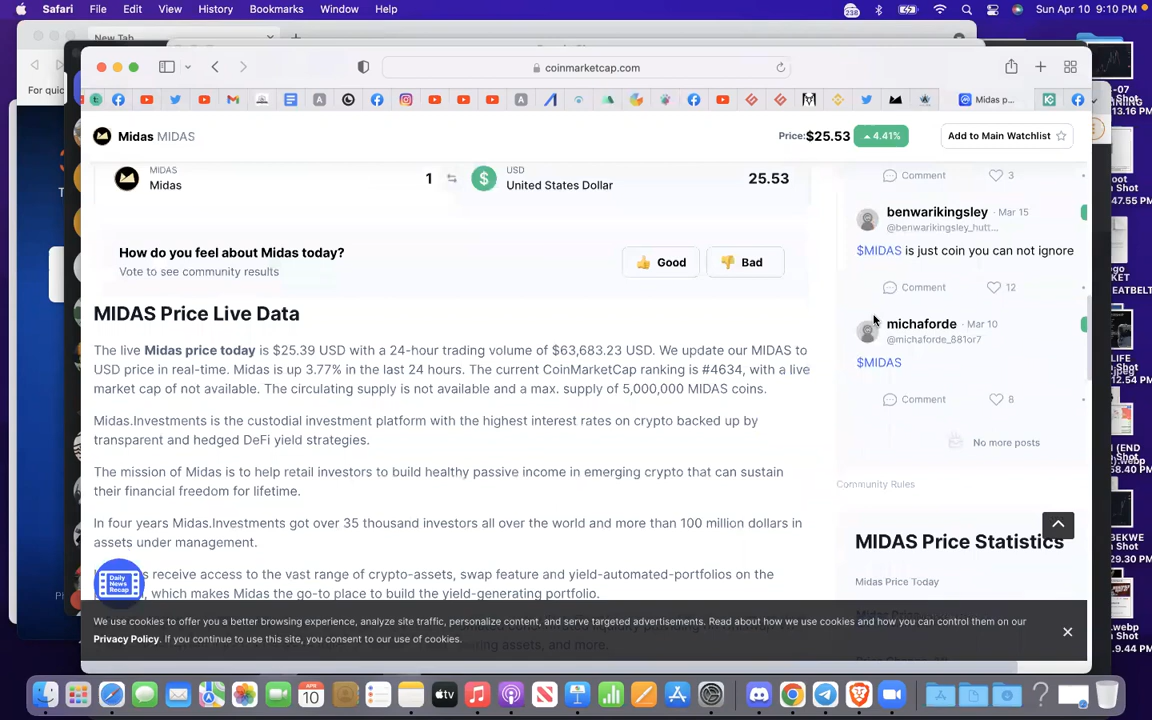 Safari File Edit View History Bookmarks Window Help
238
Sun Apr 10 9:10 PM
New Tab
For quic
coinmarketcap.com
Midas p...
Midas MIDAS
Price: $25.53 4.41%
Add to Main Watchlist
MIDAS
Midas
1
USD
United States Dollar
25.53
How do you feel about Midas today?
Vote to see community results
Good
Bad
MIDAS Price Live Data
The live Midas price today is $25.39 USD with a 24-hour trading volume of $63,683.23 USD. We update our MIDAS to
USD price in real-time. Midas is up 3.77% in the last 24 hours. The current CoinMarketCap ranking is #4634, with a live
market cap of not available. The circulating supply is not available and a max. supply of 5,000,000 MIDAS coins.
Midas.Investments is the custodial investment platform with the highest interest rates on crypto backed up by
transparent and hedged DeFi yield strategies.
The mission of Midas is to help retail investors to build healthy passive income in emerging crypto that can sustain
their financial freedom for lifetime.
In four years Midas.Investments got over 35 thousand investors all over the world and more than 100 million dollars in
assets under management.
receive access to the vast range of crypto-assets, swap feature and yield-automated-portfolios on the
which makes Midas the go-to place to build the yield-generating portfolio.
Daily
News
Recap
Comment 3
benwarikingsley · Mar 15
@benwarikingsley_hutt...
$MIDAS is just coin you can not ignore
Comment 12
michaforde · Mar 10
@michaforde_881or7
$MIDAS
Comment 8
No more posts
Community Rules
MIDAS Price Statistics
Midas Price Today
We use cookies to offer you a better browsing experience, analyze site traffic, personalize content, and serve targeted advertisements. Read about how we use cookies and how you can control them on our
Privacy Policy. If you continue to use this site, you consent to our use of cookies.
APR
10
tv